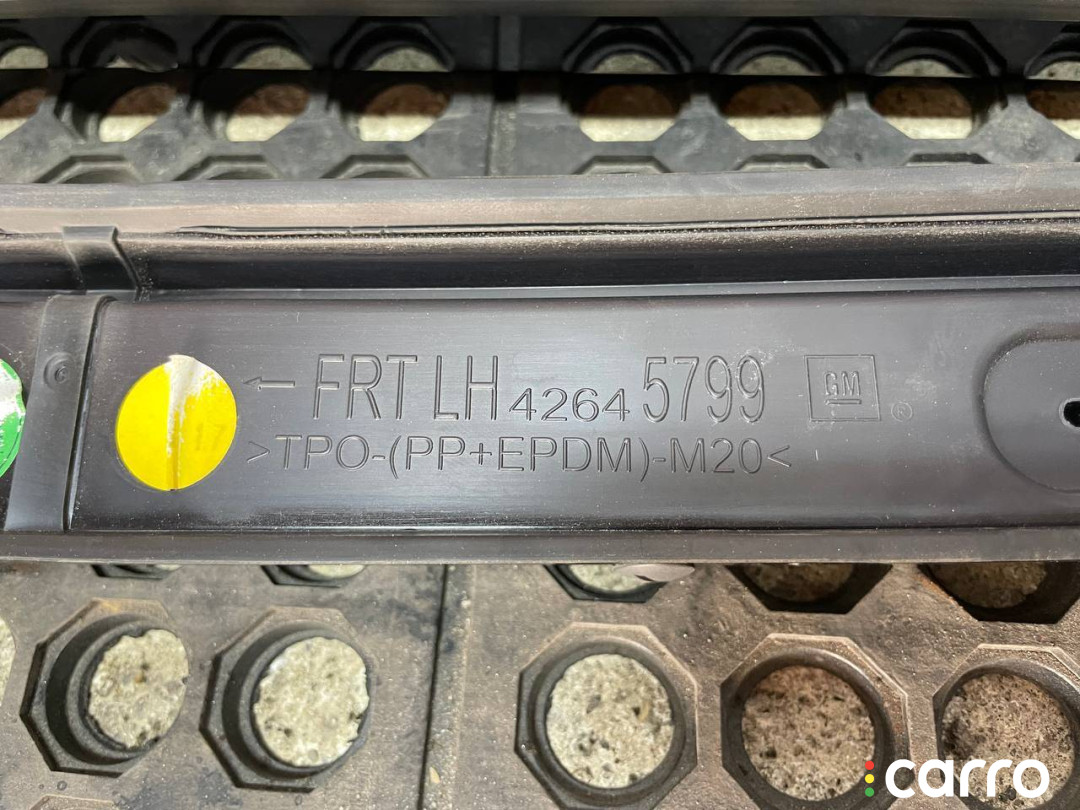 ← FRT LH 4264 5799 GM ®
>TPO-(PP+EPDM)-M20<
carro